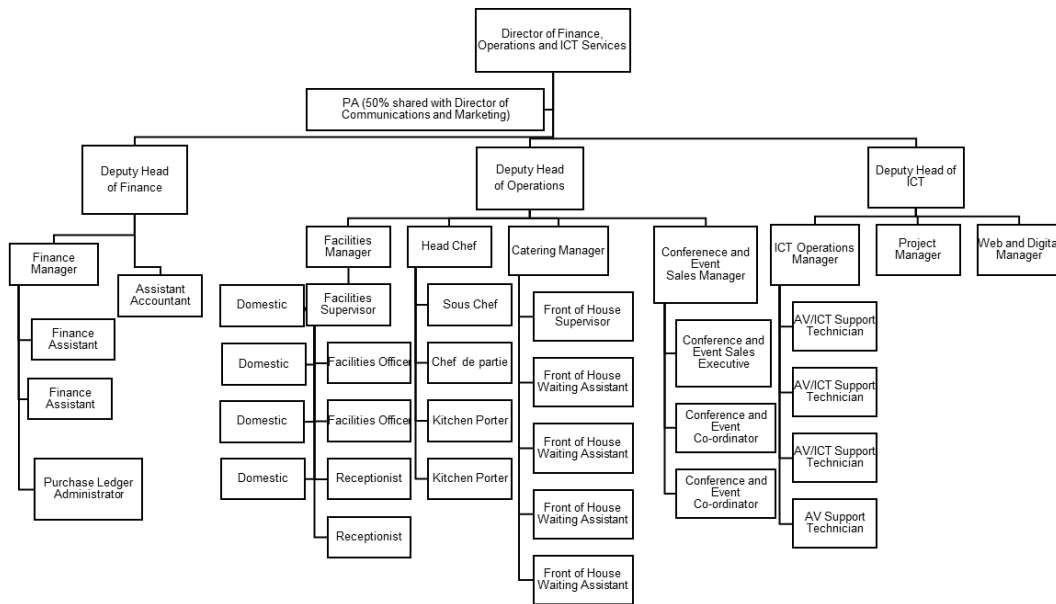 Director of Finance,
Operations and ICT Services
PA (50% shared with Director of
Communications and Marketing)
Deputy Head
of Finance
Deputy Head
of Operations
Deputy Head of
ICT
Finance
Manager
Assistant
Accountant
Finance
Assistant
Finance
Assistant
Purchase Ledger
Administrator
Facilities
Manager
Facilities
Supervisor
Domestic
Domestic
Domestic
Domestic
Facilities Officer
Facilities Officer
Receptionist
Receptionist
Head Chef
Sous Chef
Chef de partie
Kitchen Porter
Kitchen Porter
Catering Manager
Front of House
Supervisor
Front of House
Waiting Assistant
Front of House
Waiting Assistant
Front of House
Waiting Assistant
Front of House
Waiting Assistant
Conferenece and
Event
Sales Manager
Conference and
Event Sales
Executive
Conference and
Event
Co-ordinator
Conference and
Event
Co-ordinator
ICT Operations
Manager
AV/ICT Support
Technician
AV/ICT Support
Technician
AV/ICT Support
Technician
AV Support
Technician
Project
Manager
Web and Digital
Manager